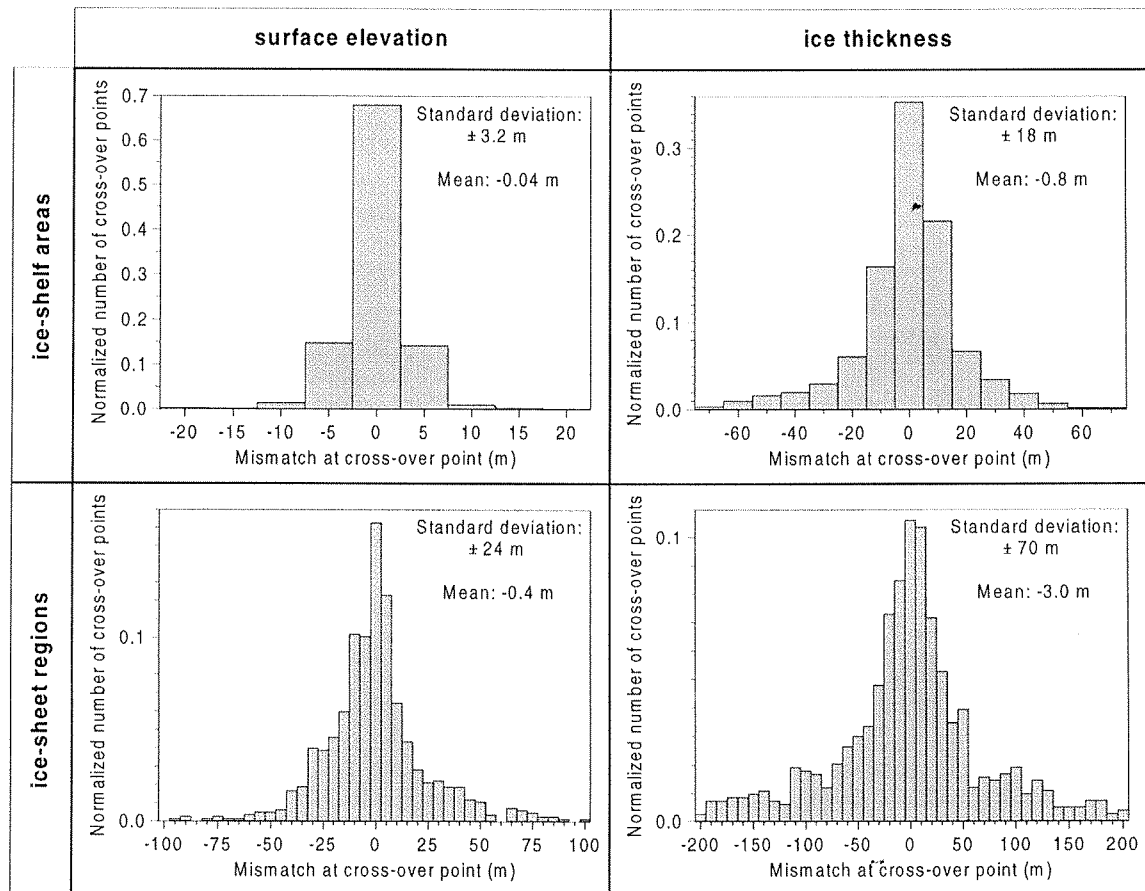 surface elevation
ice thickness
ice-shelf areas
Normalized number of cross-over points
0.7
0.6
0.5
0.4
0.3
0.2
0.1
0.0
Standard deviation:
± 3.2 m
Mean: -0.04 m
-20 -15 -10 -5 0 5 10 15 20
Mismatch at cross-over point (m)
Normalized number of cross-over points
0.3
0.2
0.1
0.0
Standard deviation:
± 18 m
Mean: -0.8 m
-60 -40 -20 0 20 40 60
Mismatch at cross-over point (m)
ice-sheet regions
Normalized number of cross-over points
0.1
0.0
Standard deviation:
± 24 m
Mean: -0.4 m
-100 -75 -50 -25 0 25 50 75 100
Mismatch at cross-over point (m)
Normalized number of cross-over points
0.1
0.0
Standard deviation:
± 70 m
Mean: -3.0 m
-200 -150 -100 -50 0 50 100 150 200
Mismatch at cross-over point (m)